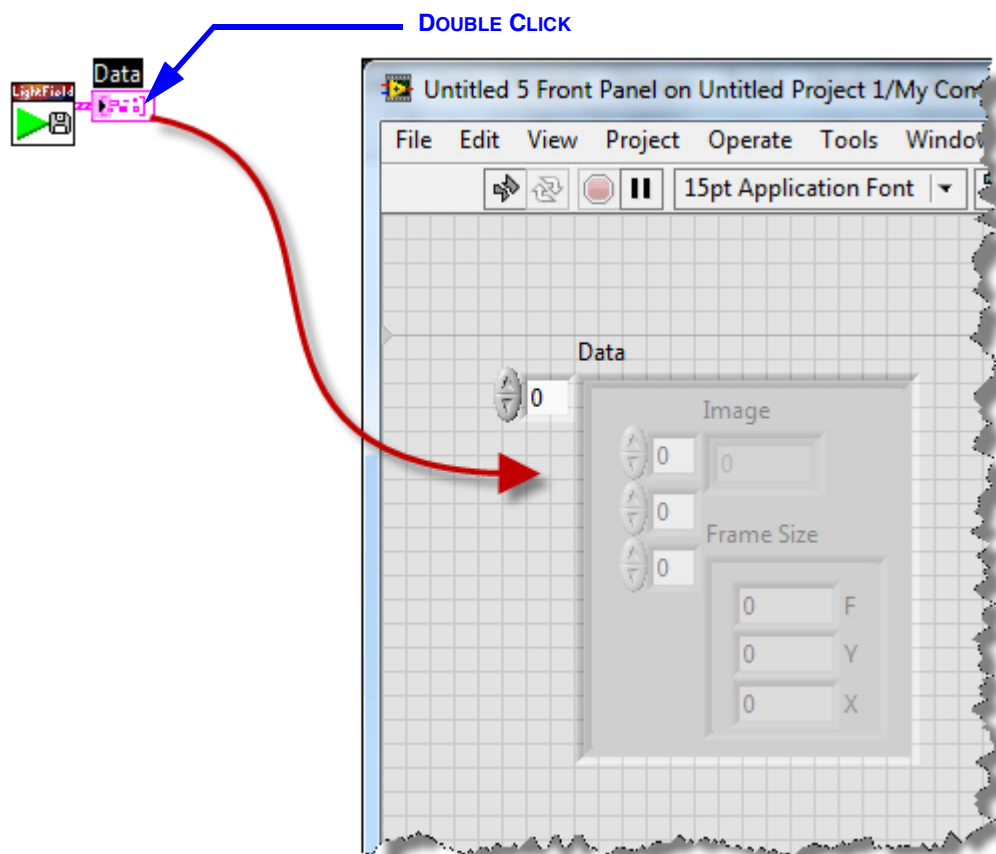 DOUBLE CLICK
Data
LightField
Untitled 5 Front Panel on Untitled Project 1/My Com
File Edit View Project Operate Tools Window
15pt Application Font
Data
0
Image
0 0
0
Frame Size
0
0 F
0 Y
0 X